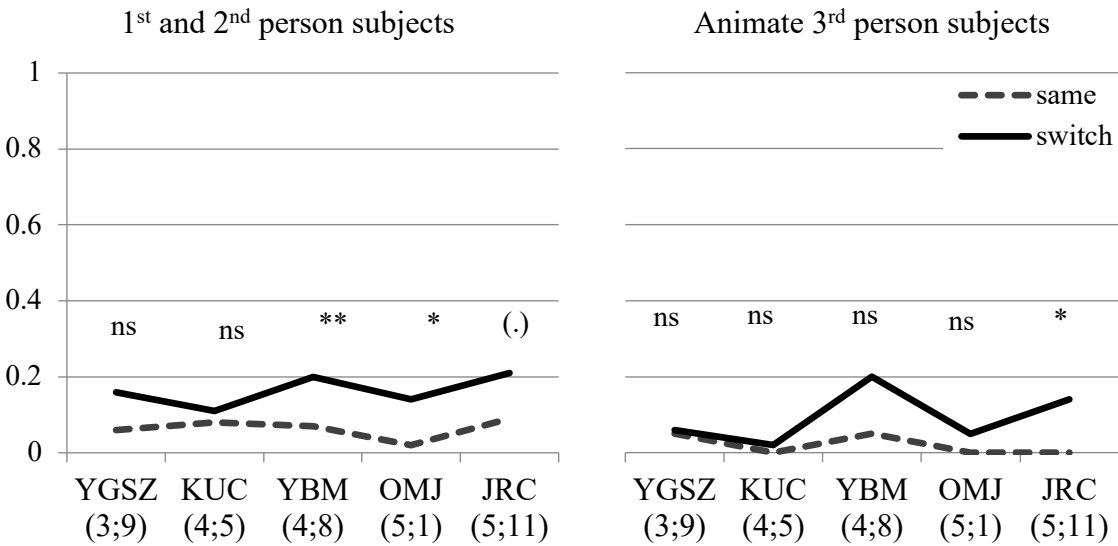 1st and 2nd person subjects
Animate 3rd person subjects
1
0.8
0.6
0.4
0.2
0
same
switch
ns ns ** * (.)
ns ns ns ns *
YGSZ KUC YBM OMJ JRC
(3;9) (4;5) (4;8) (5;1) (5;11)
YGSZ KUC YBM OMJ JRC
(3;9) (4;5) (4;8) (5;1) (5;11)